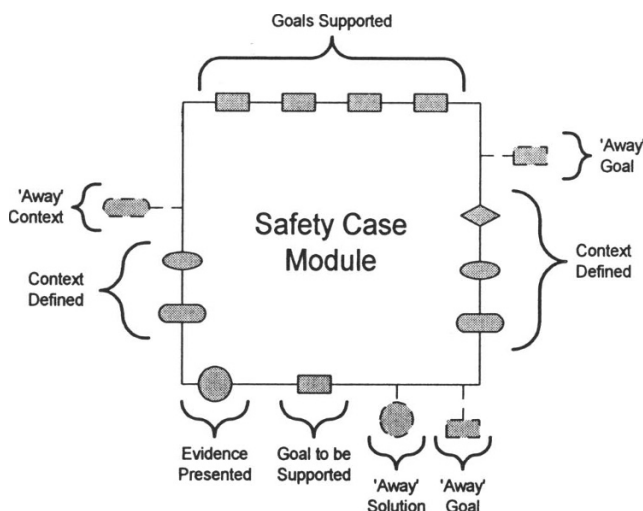 Goals Supported
'Away'
Goal
'Away'
Context
Safety Case
Module
Context
Defined
Context
Defined
Evidence
Presented
Goal to be
Supported
'Away'
Solution
'Away'
Goal